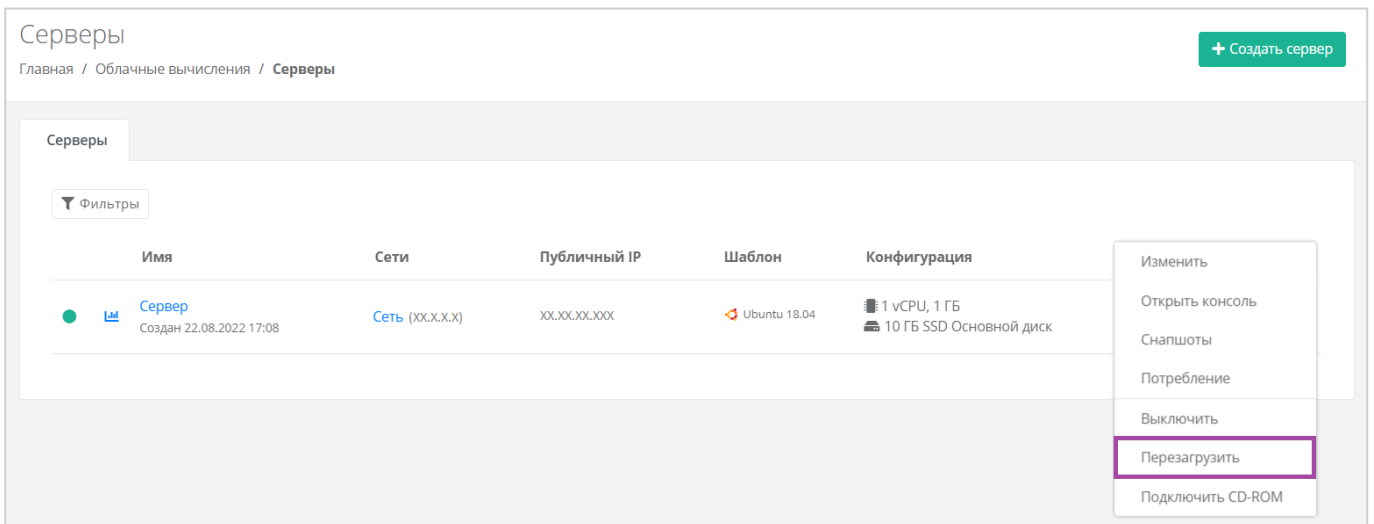 Серверы
+ Создать сервер
Главная / Облачные вычисления / Серверы
Серверы
Фильтры
Имя Сети Публичный IP Шаблон Конфигурация
Сервер
Создан 22.08.2022 17:08
Сеть (XX.X.X.X)
XX.XX.XX.XXX
Ubuntu 18.04
1 vCPU, 1 ГБ
10 ГБ SSD Основной диск
Изменить
Открыть консоль
Снапшоты
Потребление
Выключить
Перезагрузить
Подключить CD-ROM